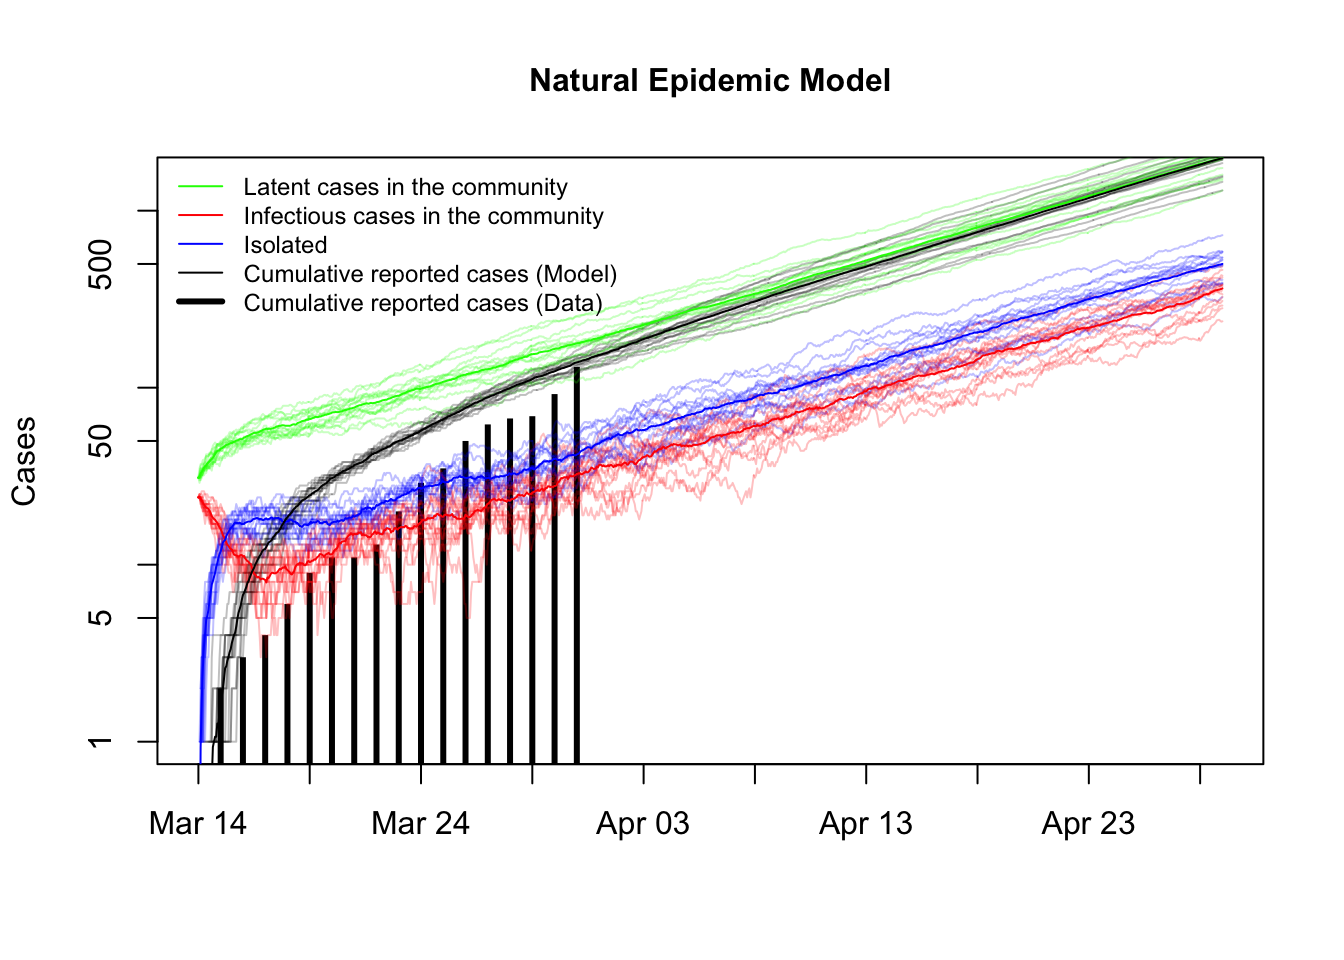 Natural Epidemic Model
Latent cases in the community
Infectious cases in the community
Isolated
Cumulative reported cases (Model)
Cumulative reported cases (Data)
Cases
500
50
5
1
Mar 14 Mar 24 Apr 03 Apr 13 Apr 23